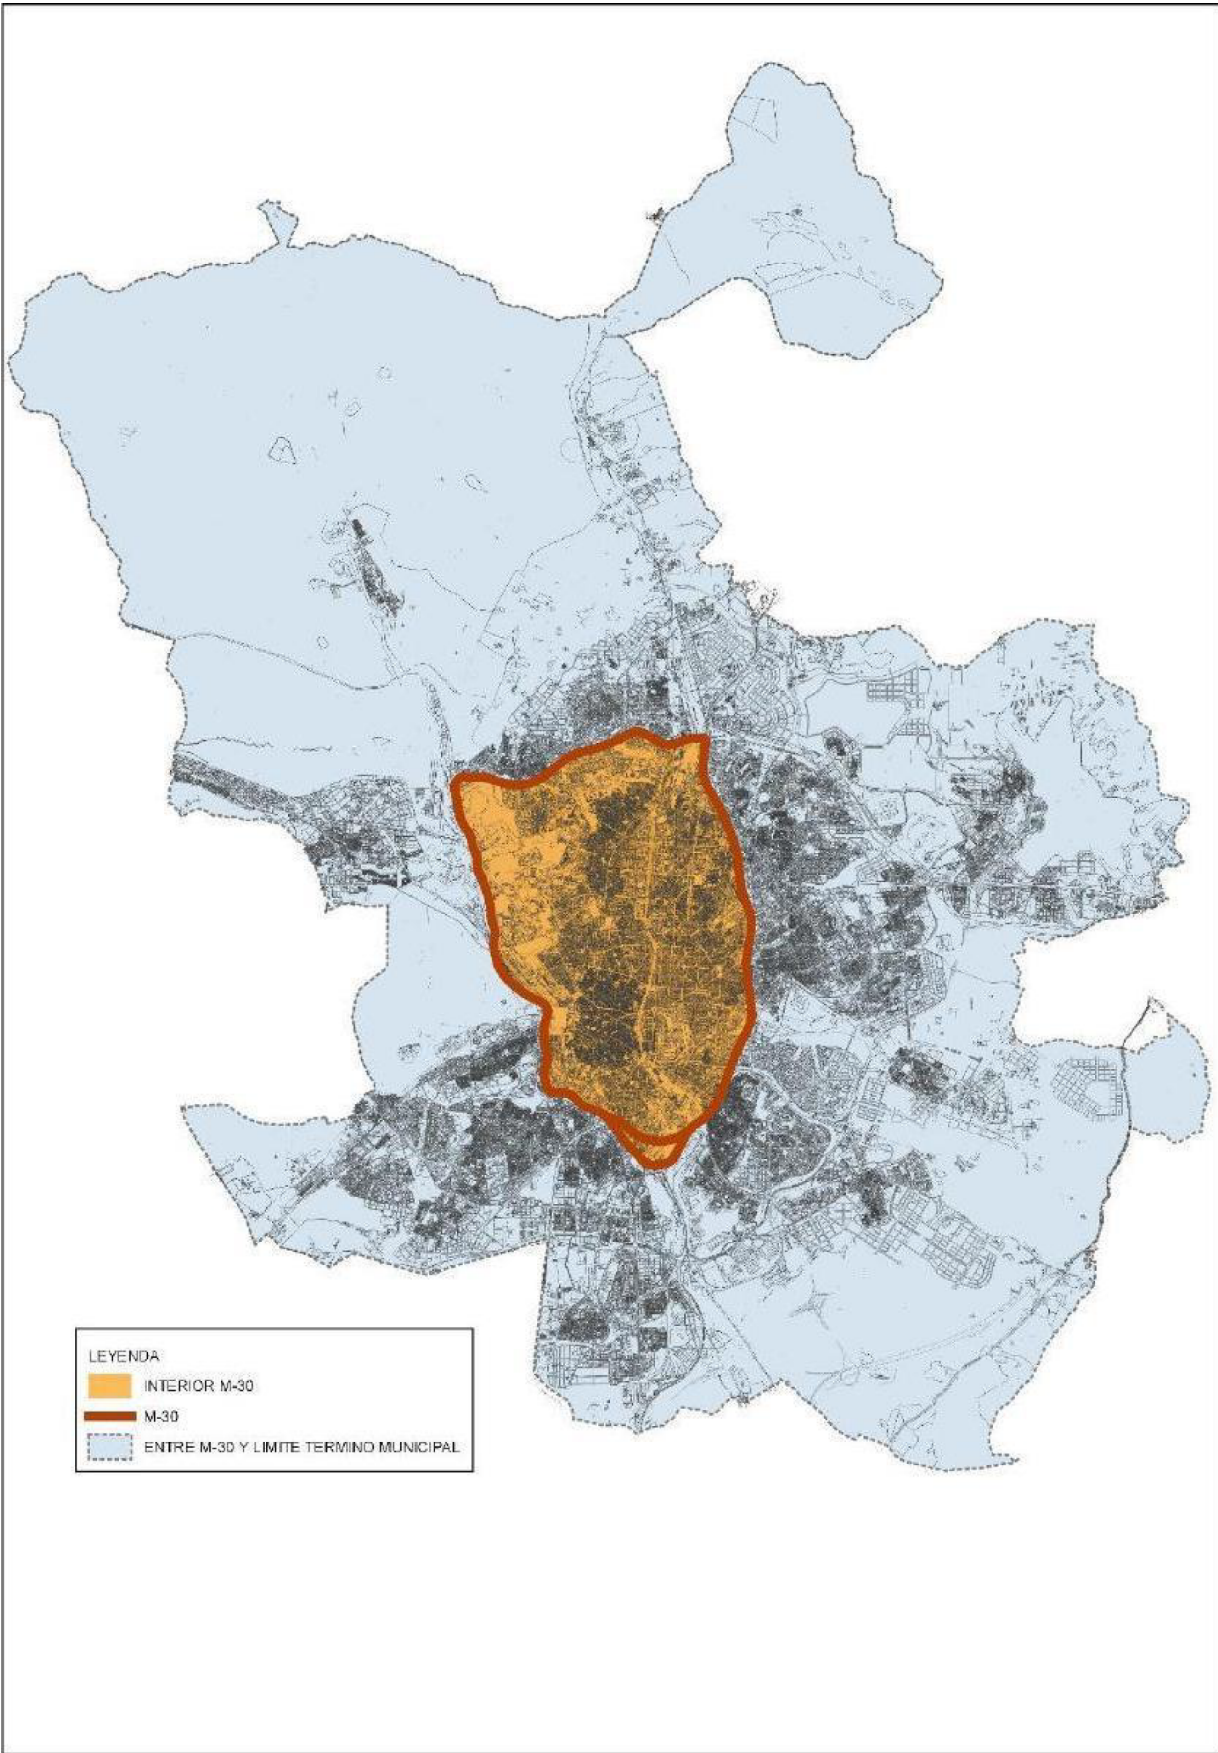 LEYENDA
INTERIOR M-30
M-30
ENTRE M-30 Y LIMITE TERMINO MUNICIPAL